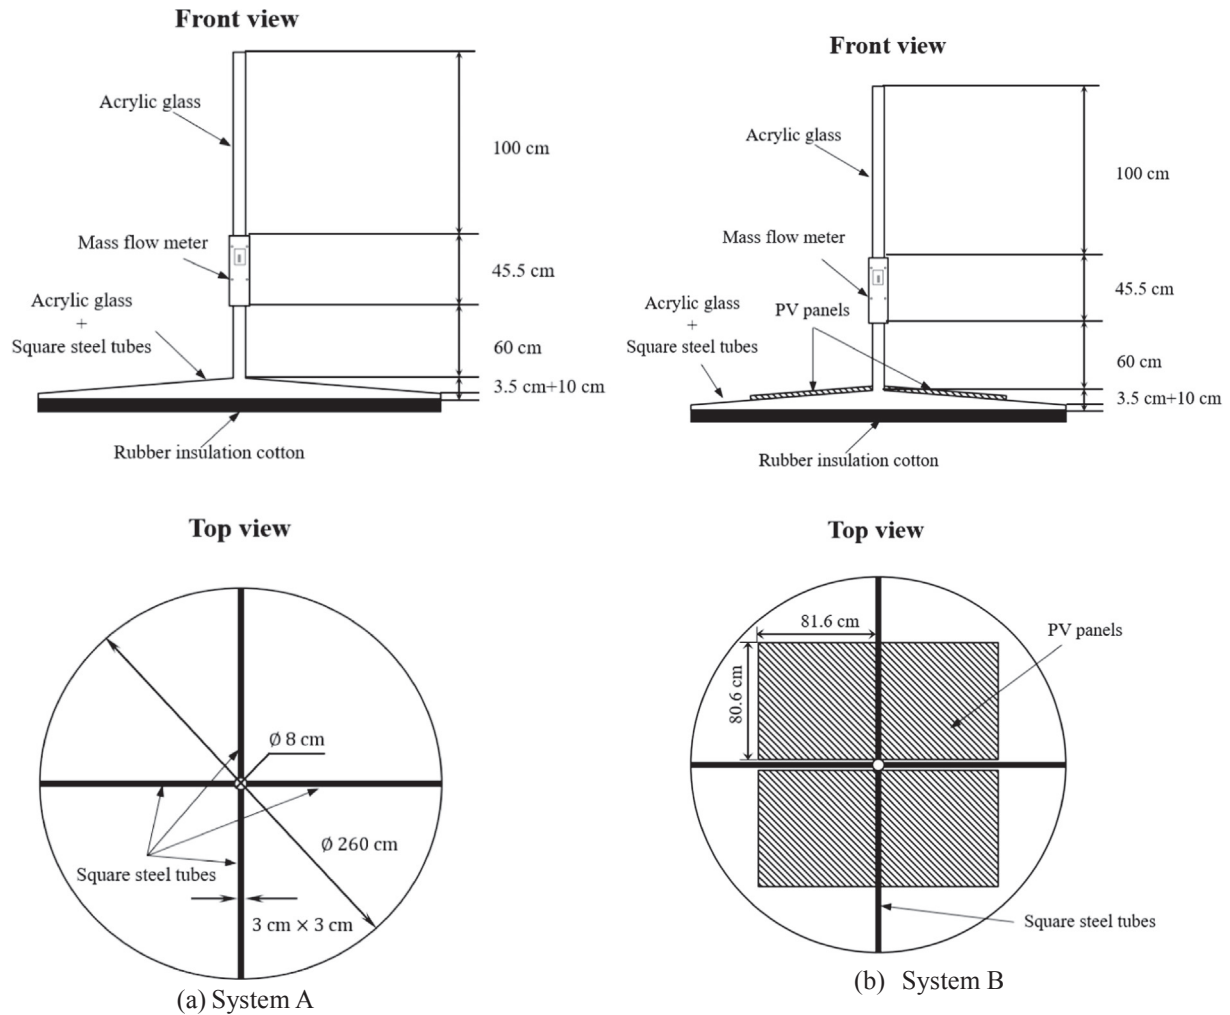 Front view
Acrylic glass
100 cm
Mass flow meter
45.5 cm
Acrylic glass
+
Square steel tubes
60 cm
3.5 cm+10 cm
Rubber insulation cotton
Top view
Ø 8 cm
Ø 260 cm
Square steel tubes
3 cm × 3 cm
(a) System A
Front view
Acrylic glass
100 cm
Mass flow meter
45.5 cm
Acrylic glass
+
Square steel tubes
PV panels
60 cm
3.5 cm+10 cm
Rubber insulation cotton
Top view
81.6 cm
PV panels
80.6 cm
Square steel tubes
(b) System B